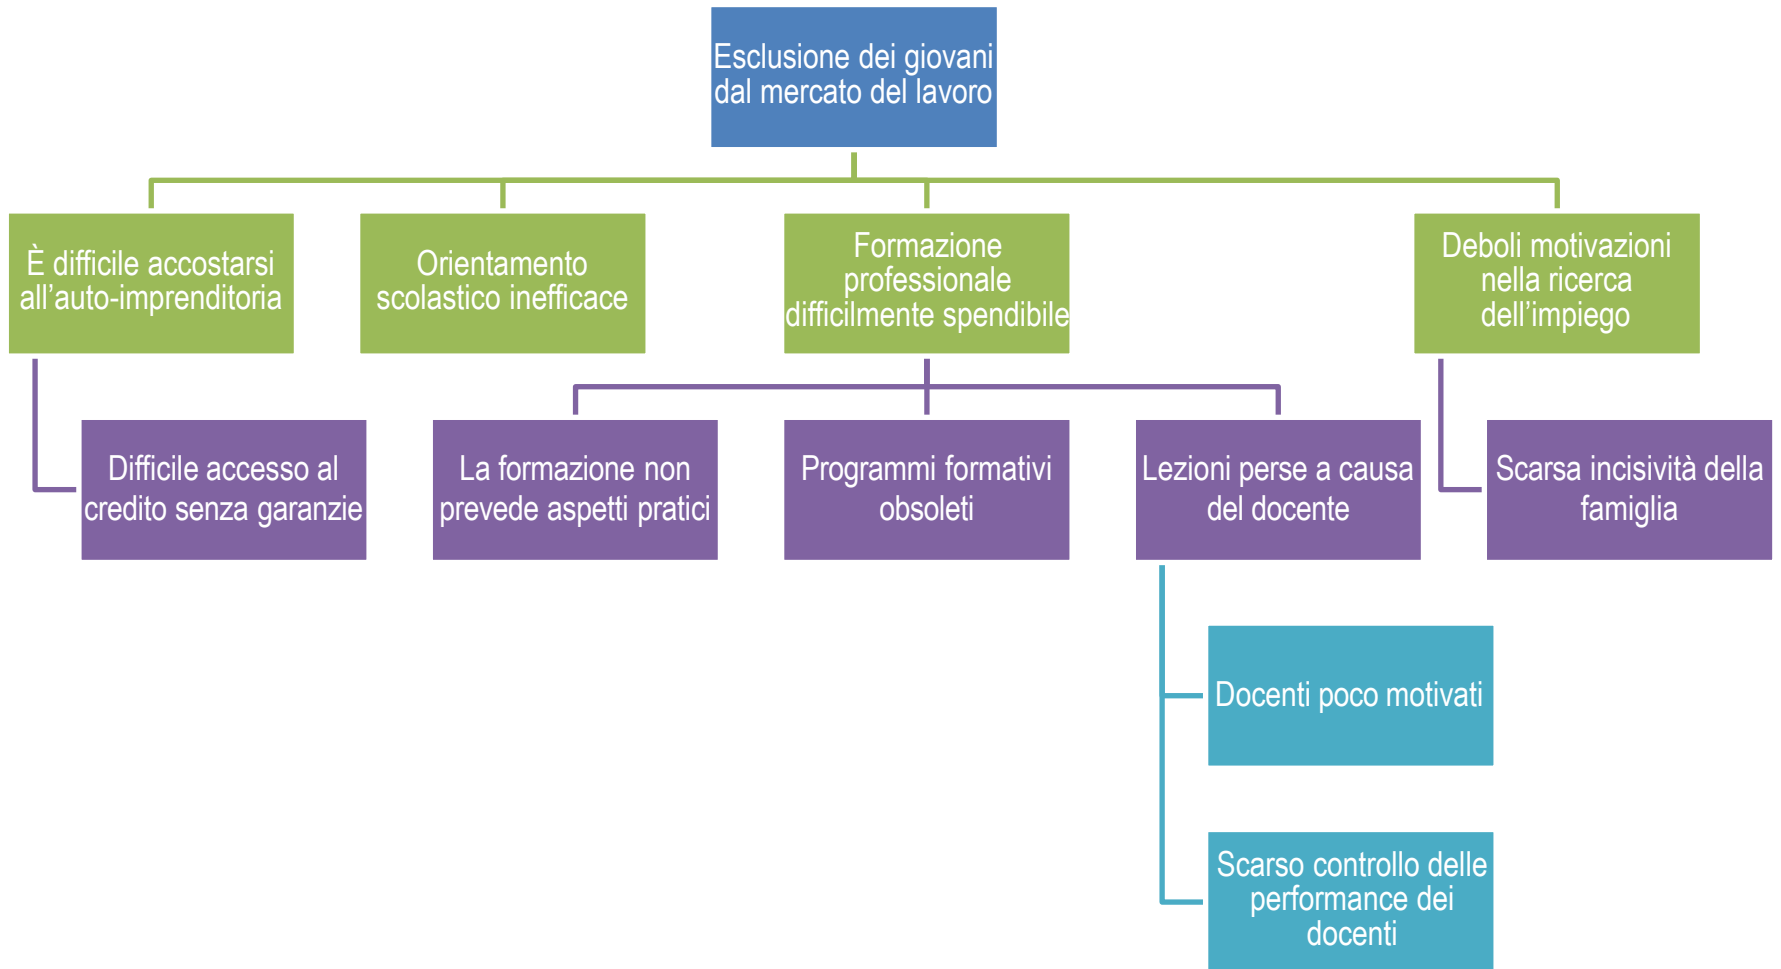 Esclusione dei giovani
dal mercato del lavoro
È difficile accostarsi
all’auto-imprenditoria
Orientamento
scolastico inefficace
Formazione
professionale
difficilmente spendibile
Deboli motivazioni
nella ricerca
dell’impiego
Difficile accesso al
credito senza garanzie
La formazione non
prevede aspetti pratici
Programmi formativi
obsoleti
Lezioni perse a causa
del docente
Scarsa incisività della
famiglia
Docenti poco motivati
Scarso controllo delle
performance dei
docenti